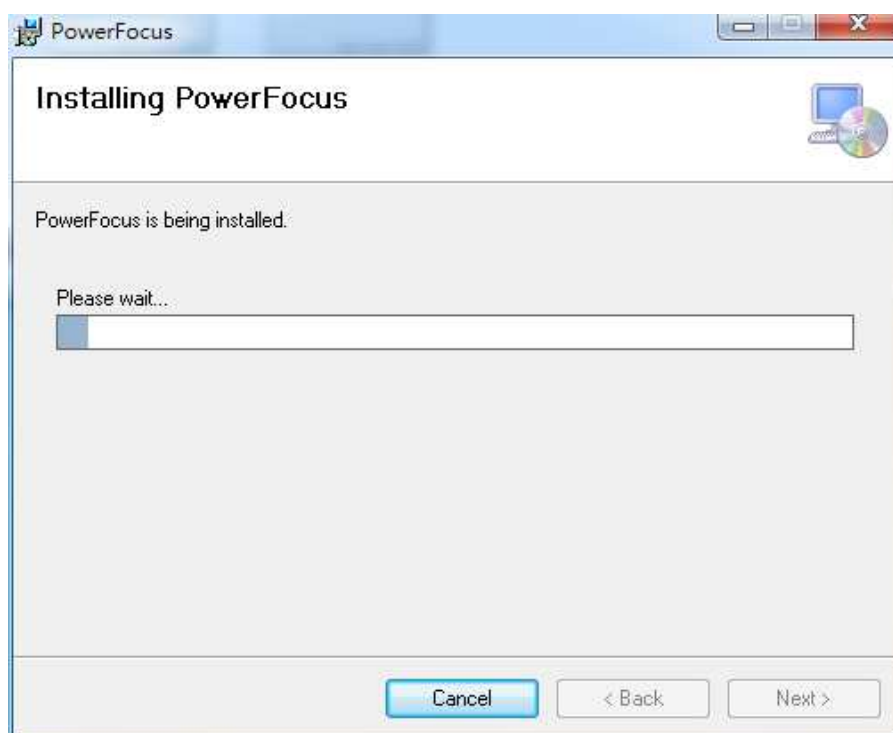 PowerFocus
Installing PowerFocus
PowerFocus is being installed.
Please wait...
Cancel
< Back
Next >